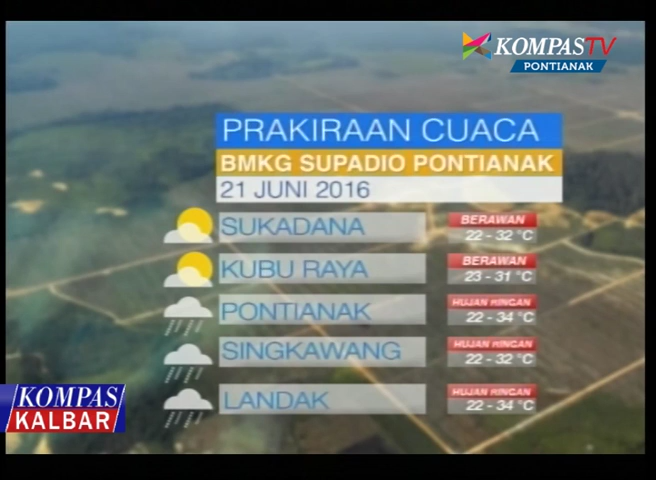 KOMPASTV
PONTIANAK
PRAKIRAAN CUACA
BMKG SUPADIO PONTIANAK
21 JUNI 2016
SUKADANA
BERAWAN
22 - 32 °C
KUBU RAYA
BERAWAN
23 - 31 °C
PONTIANAK
HUJAN RINGAN
22 - 34 °C
SINGKAWANG
HUJAN RINGAN
22 - 32 °C
LANDAK
HUJAN RINGAN
22 - 34 °C
KOMPAS
KALBAR